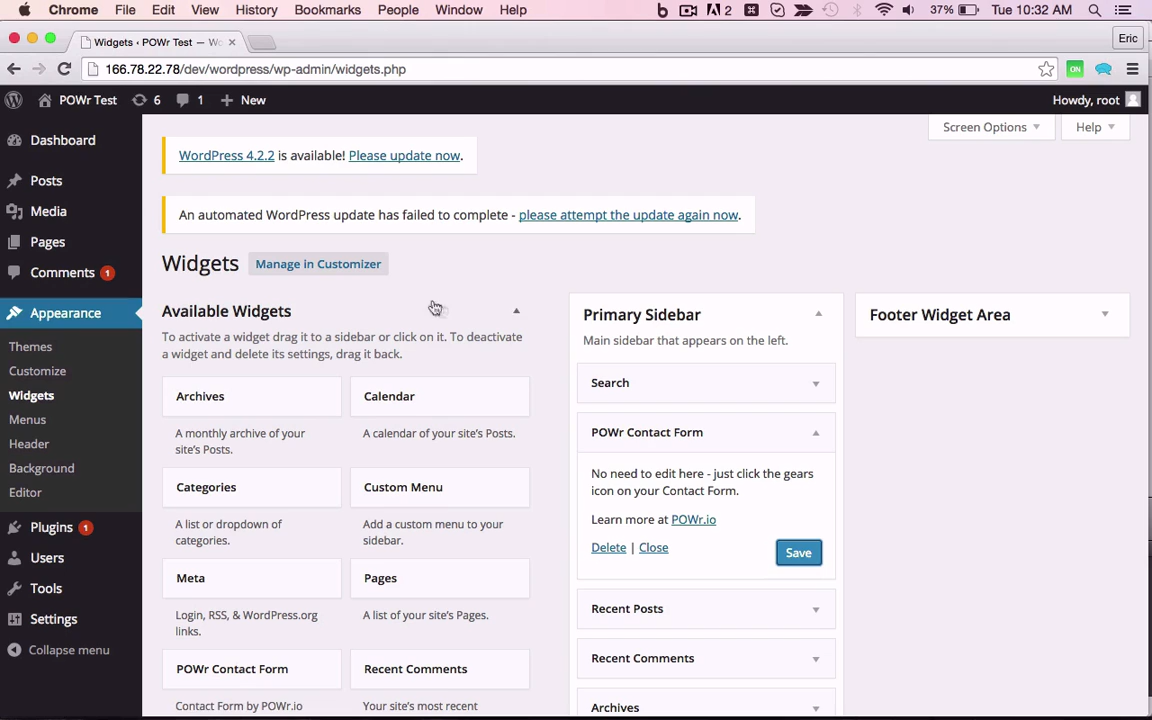 Chrome File Edit View History Bookmarks People Window Help 2 37% Tue 10:32 AM
Widgets ‹ POWr Test — Wo Eric
166.78.22.78/dev/wordpress/wp-admin/widgets.php ON
POWr Test 6 1 New Howdy, root
Screen Options Help
Dashboard
Posts
Media
Pages
Comments 1
Appearance
Themes
Customize
Widgets
Menus
Header
Background
Editor
Plugins 1
Users
Tools
Settings
Collapse menu
WordPress 4.2.2 is available! Please update now.
An automated WordPress update has failed to complete - please attempt the update again now.
Widgets Manage in Customizer
Available Widgets
To activate a widget drag it to a sidebar or click on it. To deactivate
a widget and delete its settings, drag it back.
Archives
A monthly archive of your
site's Posts.
Calendar
A calendar of your site's Posts.
Categories
A list or dropdown of
categories.
Custom Menu
Add a custom menu to your
sidebar.
Meta
Login, RSS, & WordPress.org
links.
Pages
A list of your site's Pages.
POWr Contact Form
Contact Form by POWr.io
Recent Comments
Your site's most recent
Primary Sidebar
Main sidebar that appears on the left.
Search
POWr Contact Form
No need to edit here - just click the gears
icon on your Contact Form.
Learn more at POWr.io
Delete | Close Save
Recent Posts
Recent Comments
Archives
Footer Widget Area